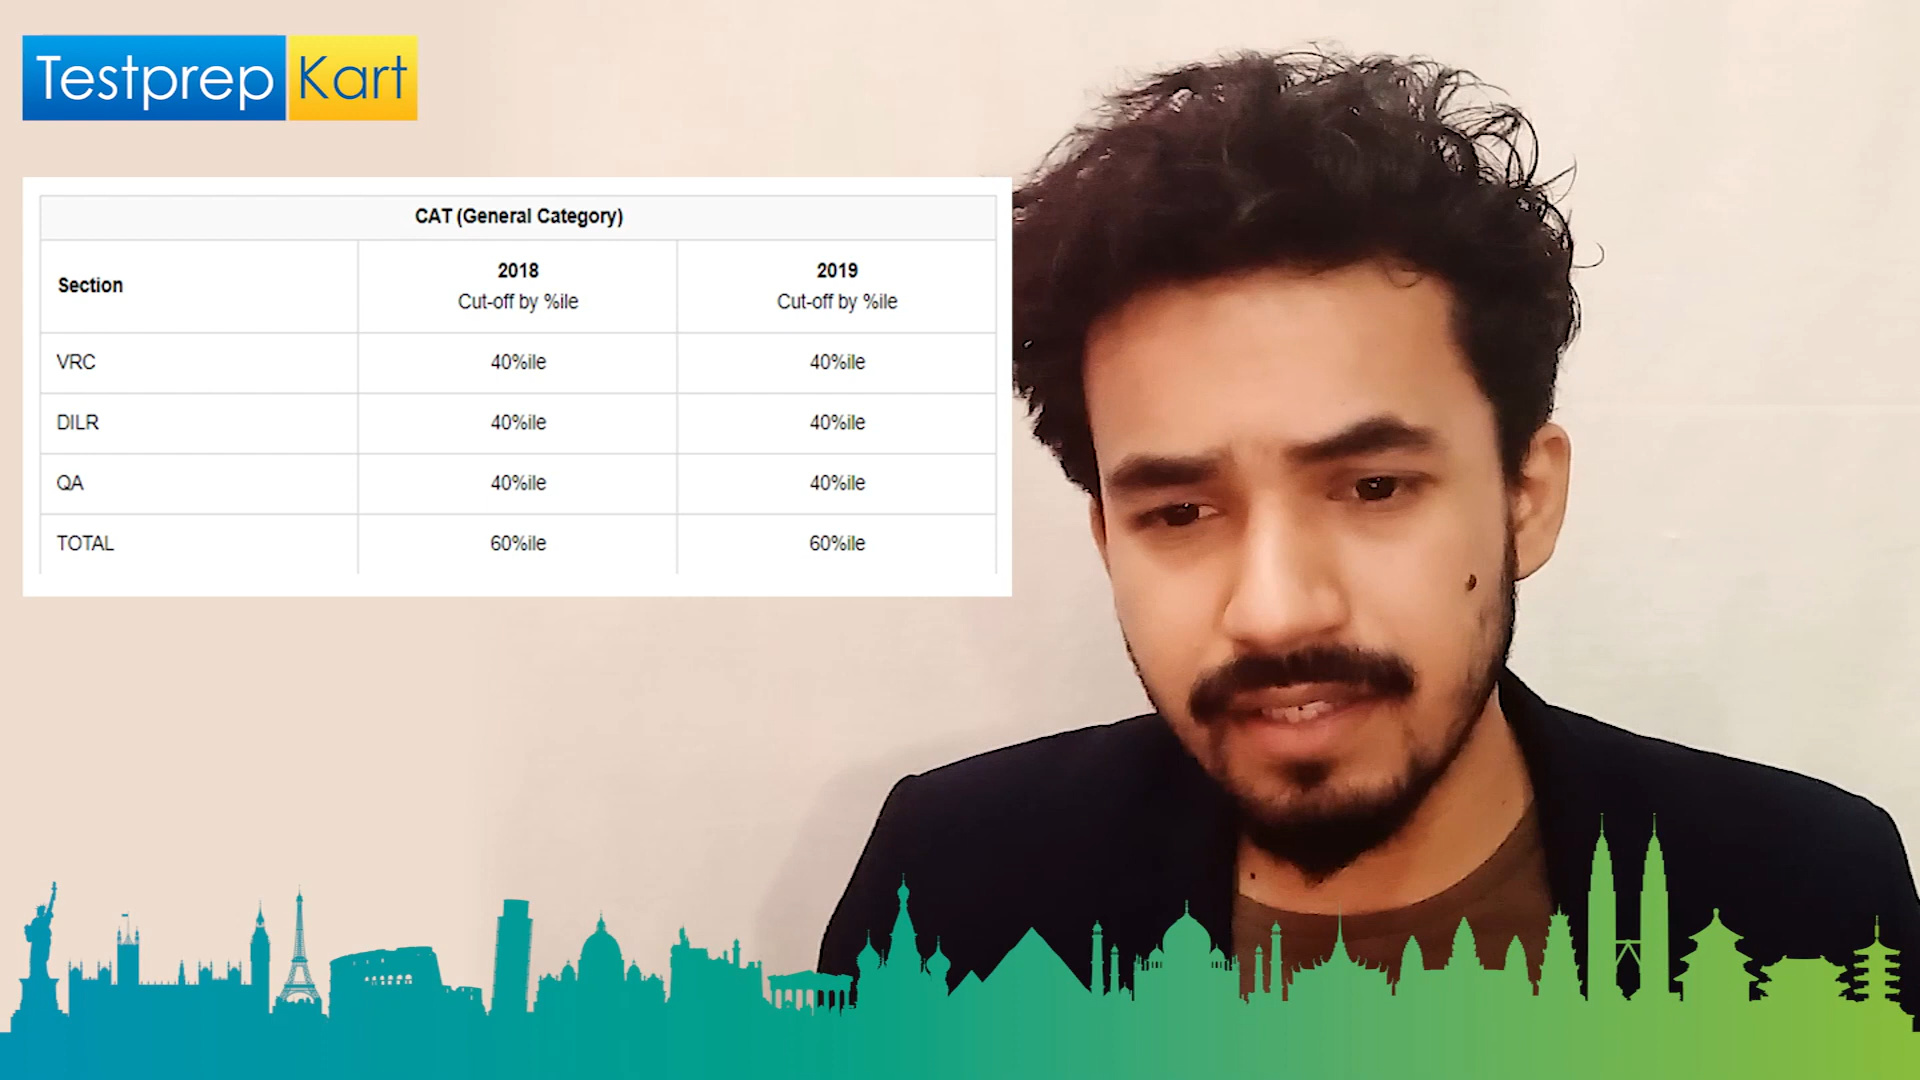 Testprep Kart
CAT (General Category)
Section
2018
Cut-off by %ile
2019
Cut-off by %ile
VRC 40%ile 40%ile
DILR 40%ile 40%ile
QA 40%ile 40%ile
TOTAL 60%ile 60%ile